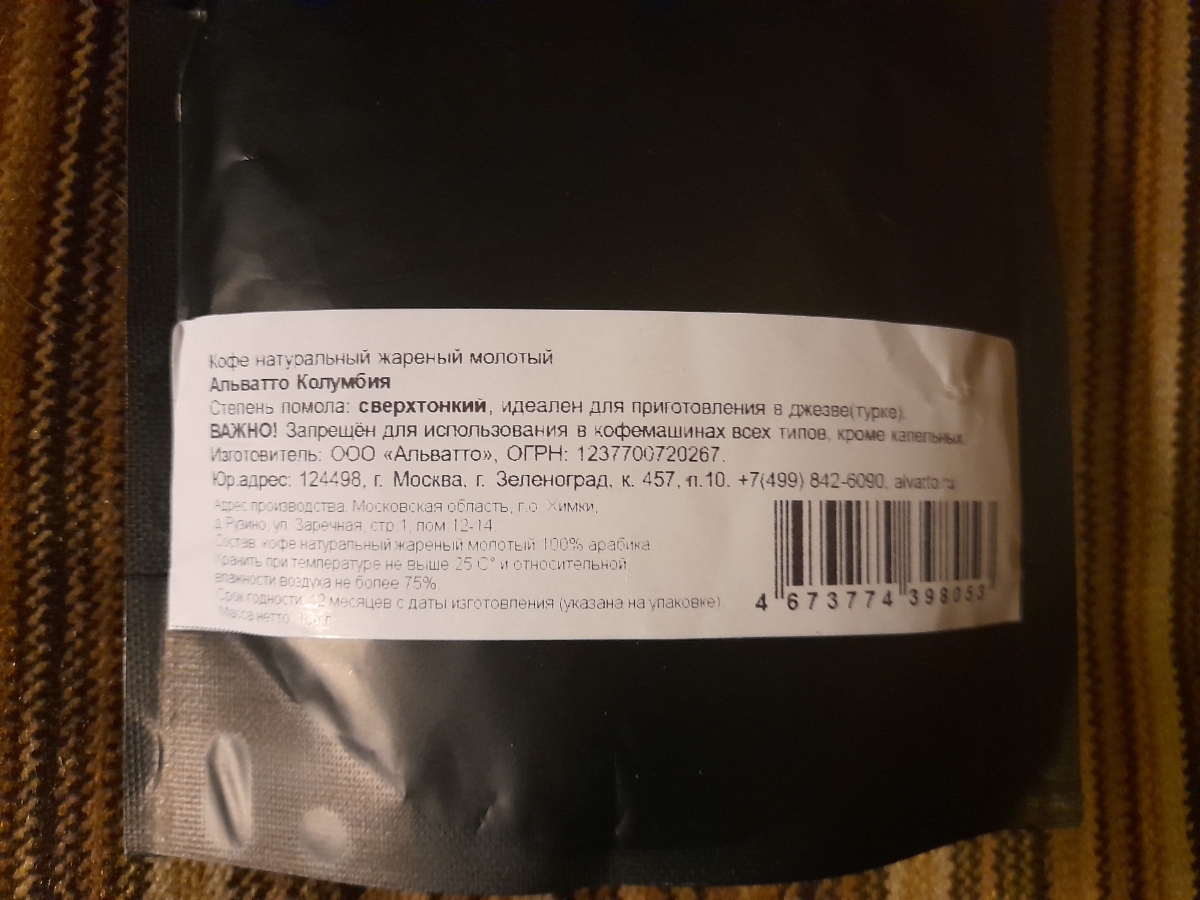 Кофе натуральный жареный молотый
Альватто Колумбия
Степень помола: сверхтонкий, идеален для приготовления в джезве(турке).
ВАЖНО! Запрещён для использования в кофемашинах всех типов, кроме капельных.
Изготовитель: ООО «Альватто», ОГРН: 1237700720267.
Юр.адрес: 124498, г. Москва, г. Зеленоград, к. 457, п.10. +7(499) 842-6090, alvatto.ru
Адрес производства: Московская область, г.о. Химки,
д.Рузино, ул. Заречная, стр.1, пом.12-14.
Состав: кофе натуральный жареный молотый 100% арабика.
Хранить при температуре не выше 25 C° и относительной
влажности воздуха не более 75%.
Срок годности: месяцев с даты изготовления (указана на упаковке).
Масса нетто: г.
4 673774 398053